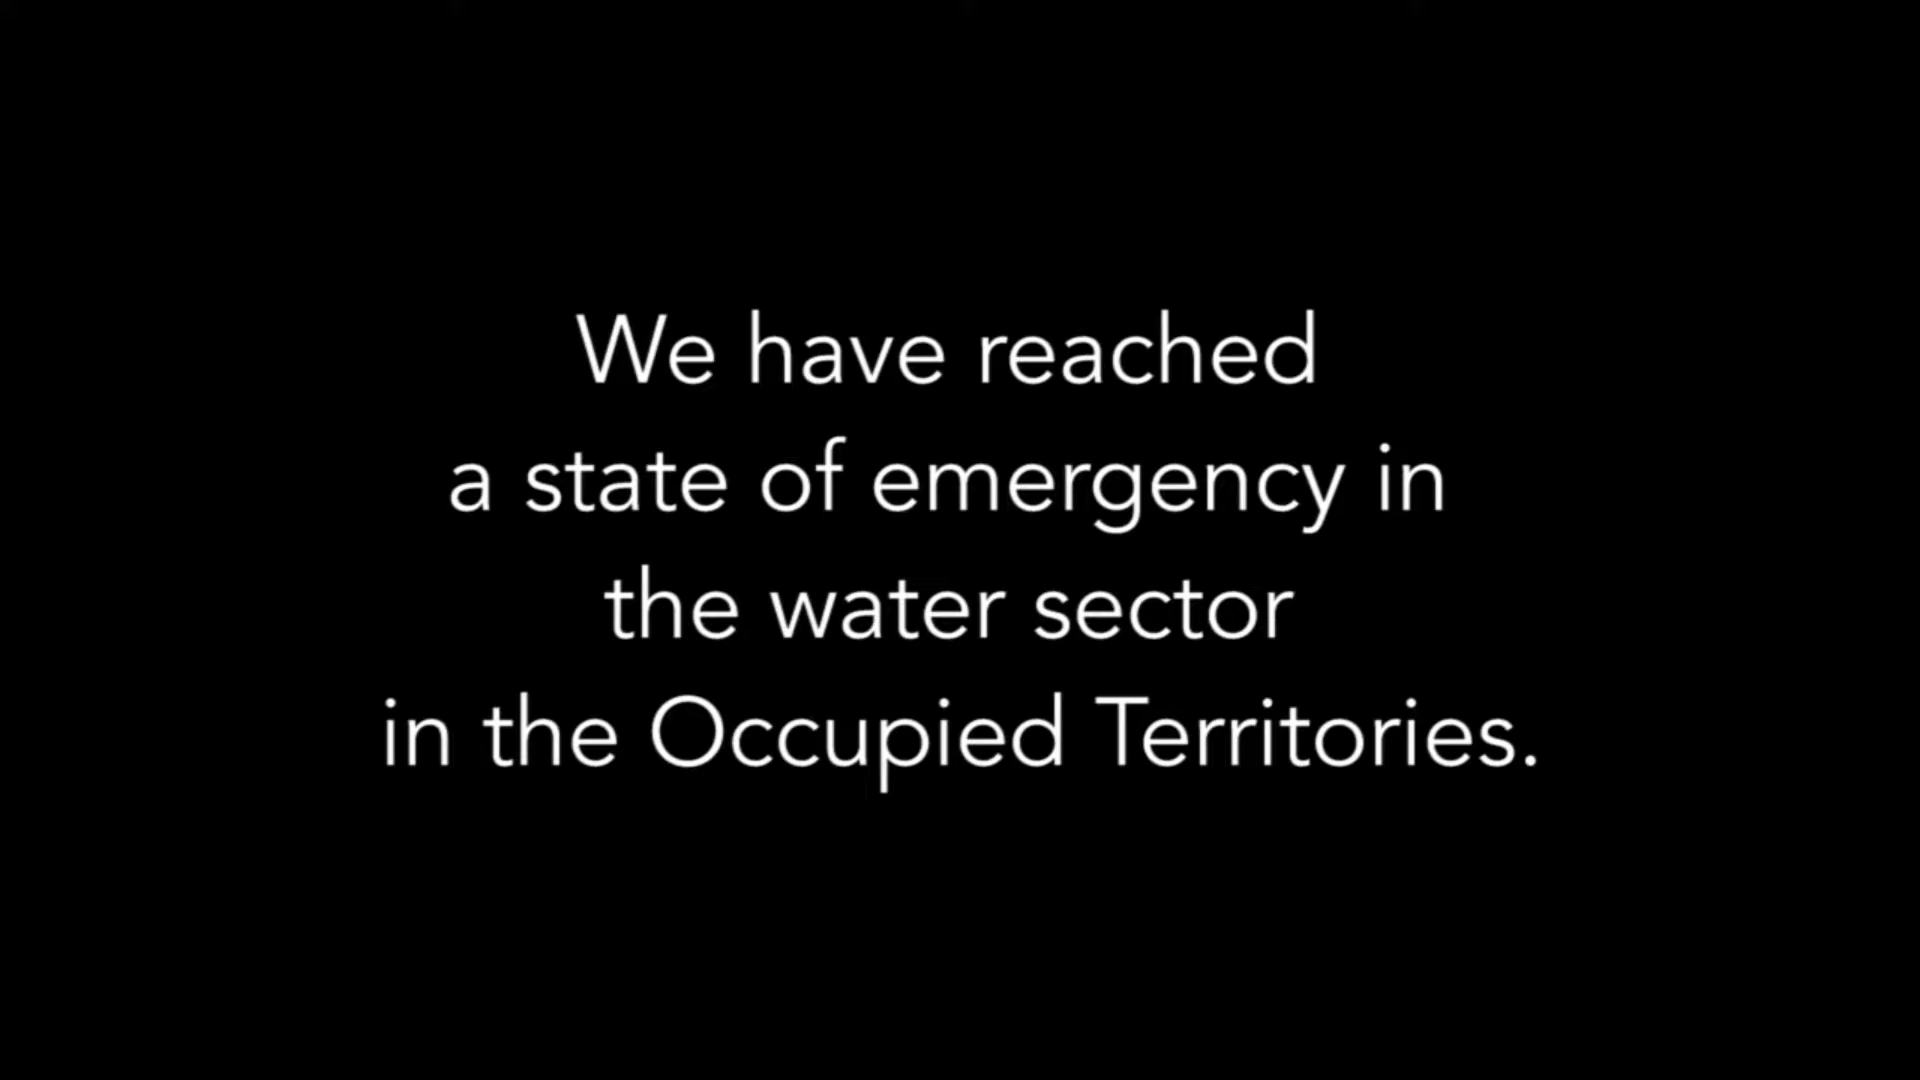 We have reached
a state of emergency in
the water sector
in the Occupied Territories.